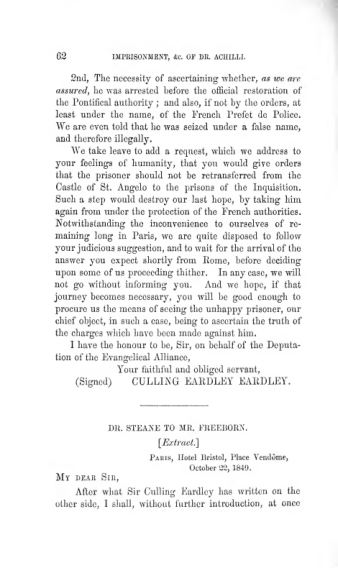 62 IMPRISONMENT, &c. OF DR. ACHILLI.
2nd, The necessity of ascertaining whether, as we are
assured, he was arrested before the official restoration of
the Pontifical authority ; and also, if not by the orders, at
least under the name, of the French Prefet de Police.
We are even told that he was seized under a false name,
and therefore illegally.
We take leave to add a request, which we address to
your feelings of humanity, that you would give orders
that the prisoner should not be retransferred from the
Castle of St. Angelo to the prisons of the Inquisition.
Such a step would destroy our last hope, by taking him
again from under the protection of the French authorities.
Notwithstanding the inconvenience to ourselves of re-
maining long in Paris, we are quite disposed to follow
your judicious suggestion, and to wait for the arrival of the
answer you expect shortly from Rome, before deciding
upon some of us proceeding thither. In any case, we will
not go without informing you. And we hope, if that
journey becomes necessary, you will be good enough to
procure us the means of seeing the unhappy prisoner, our
chief object, in such a case, being to ascertain the truth of
the charges which have been made against him.
I have the honour to be, Sir, on behalf of the Deputa-
tion of the Evangelical Alliance,
Your faithful and obliged servant,
(Signed) CULLING EARDLEY EARDLEY.
DR. STEANE TO MR. FREEBORN.
[Extract.]
PARIS, Hotel Bristol, Place Vendôme,
October 22, 1849.
MY DEAR SIR,
After what Sir Culling Eardley has written on the
other side, I shall, without further introduction, at once